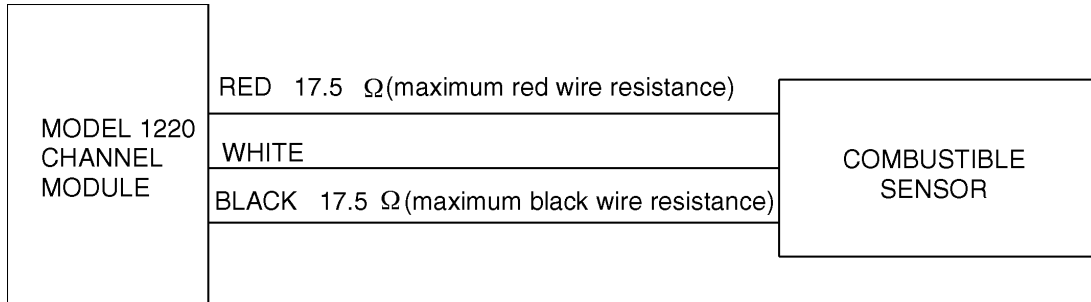 MODEL 1220
CHANNEL
MODULE
RED 17.5 Ω (maximum red wire resistance)
WHITE
BLACK 17.5 Ω (maximum black wire resistance)
COMBUSTIBLE
SENSOR